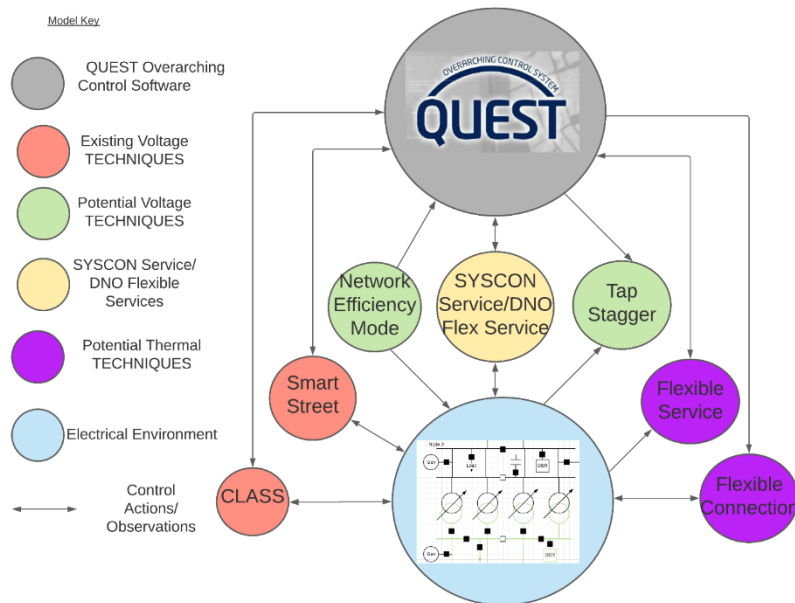 Model Key
QUEST Overarching
Control Software
Existing Voltage
TECHNIQUES
Potential Voltage
TECHNIQUES
SYSCON Service/
DNO Flexible
Services
Potential Thermal
TECHNIQUES
Electrical Environment
Control
Actions/
Observations
OVERARCHING CONTROL SYSTEM
QUEST
Network
Efficiency
Mode
SYSCON
Service/DNO
Flex Service
Tap
Stagger
Smart
Street
Flexible
Service
CLASS
Flexible
Connection
Node A
Gen
Load
DER
Gen
DER